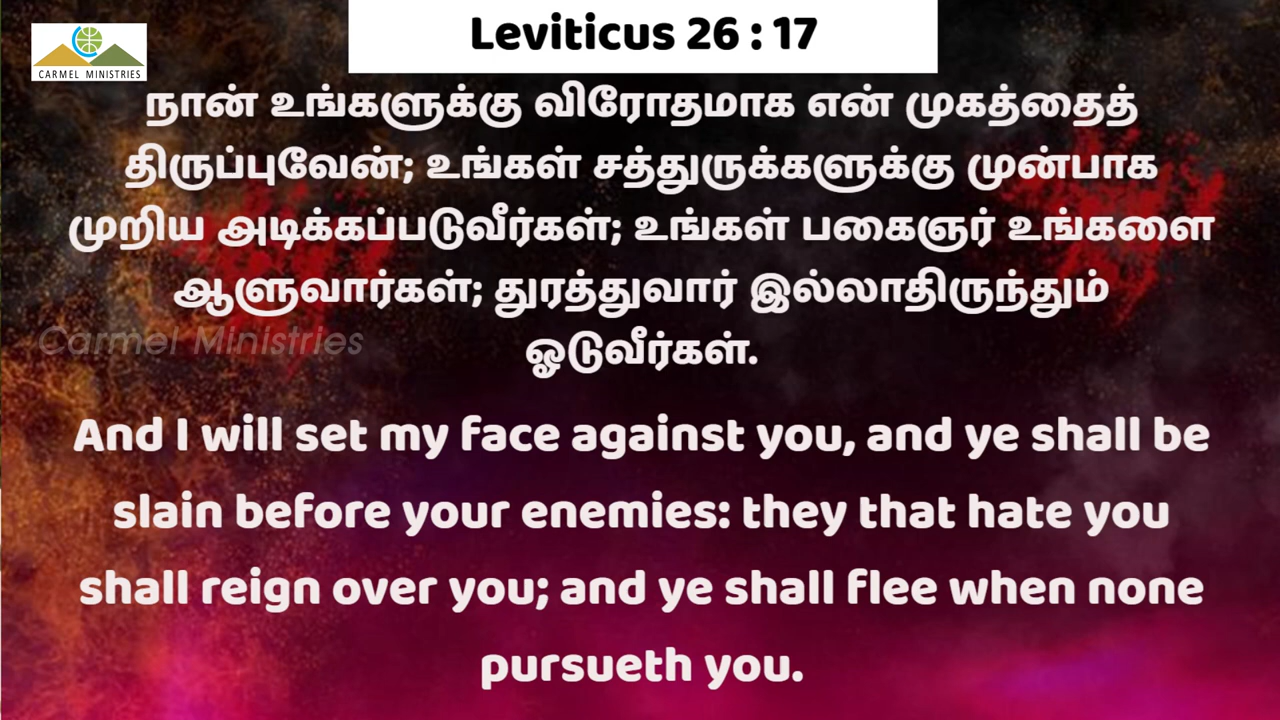 Leviticus 26 : 17
CARMEL MINISTRIES
நான் உங்களுக்கு விரோதமாக என் முகத்தைத்
திருப்புவேன்; உங்கள் சத்துருக்களுக்கு முன்பாக
முறிய அடிக்கப்படுவீர்கள்; உங்கள் பகைஞர் உங்களை
ஆளுவார்கள்; துரத்துவார் இல்லாதிருந்தும்
Carmel Ministries
ஓடுவீர்கள்.
And I will set my face against you, and ye shall be
slain before your enemies: they that hate you
shall reign over you; and ye shall flee when none
pursueth you.